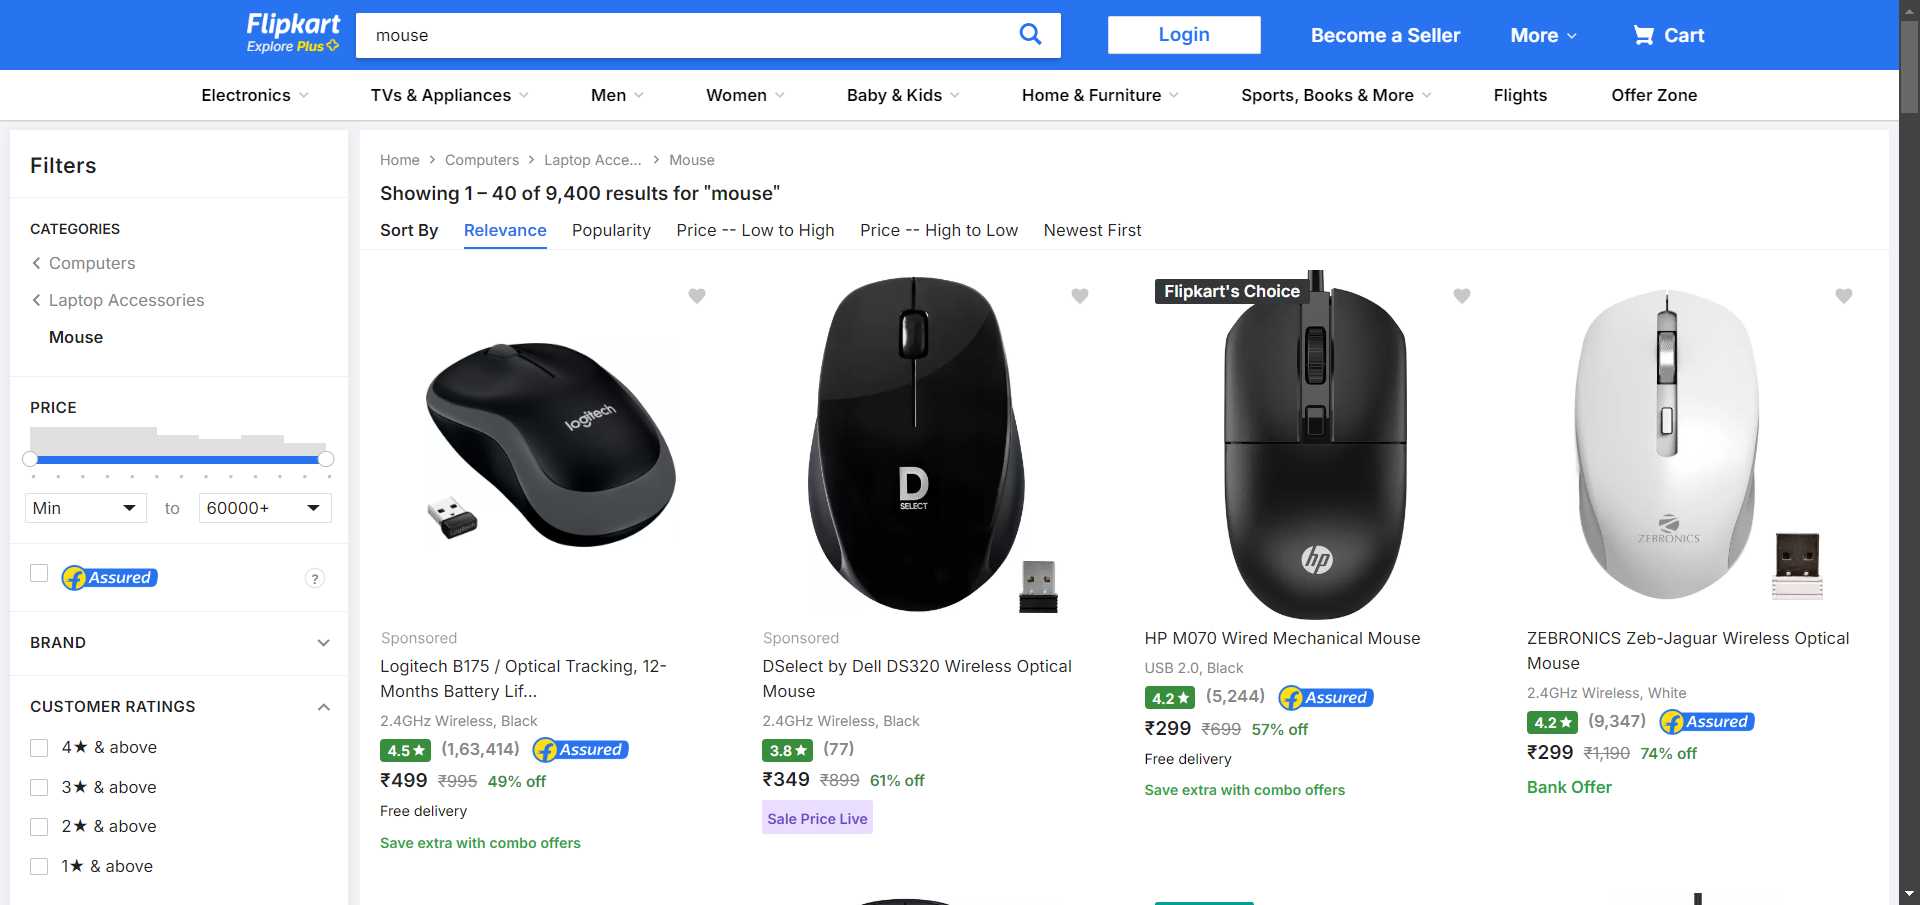 Flipkart
Explore Plus
mouse
Login
Become a Seller
More
Cart
Electronics
TVs & Appliances
Men
Women
Baby & Kids
Home & Furniture
Sports, Books & More
Flights
Offer Zone
Filters
CATEGORIES
Computers
Laptop Accessories
Mouse
PRICE
Min
to
60000+
Assured
?
BRAND
CUSTOMER RATINGS
4★ & above
3★ & above
2★ & above
1★ & above
Home
Computers
Laptop Acce...
Mouse
Showing 1 – 40 of 9,400 results for "mouse"
Sort By
Relevance
Popularity
Price -- Low to High
Price -- High to Low
Newest First
logitech
Sponsored
Logitech B175 / Optical Tracking, 12-
Months Battery Lif...
2.4GHz Wireless, Black
4.5★ (1,63,414) Assured
₹499 ₹995 49% off
Free delivery
Save extra with combo offers
D
SELECT
Sponsored
DSelect by Dell DS320 Wireless Optical
Mouse
2.4GHz Wireless, Black
3.8★ (77)
₹349 ₹899 61% off
Sale Price Live
Flipkart's Choice
hp
HP M070 Wired Mechanical Mouse
USB 2.0, Black
4.2★ (5,244) Assured
₹299 ₹699 57% off
Free delivery
Save extra with combo offers
ZEBRONICS
ZEBRONICS Zeb-Jaguar Wireless Optical
Mouse
2.4GHz Wireless, White
4.2★ (9,347) Assured
₹299 ₹1,190 74% off
Bank Offer